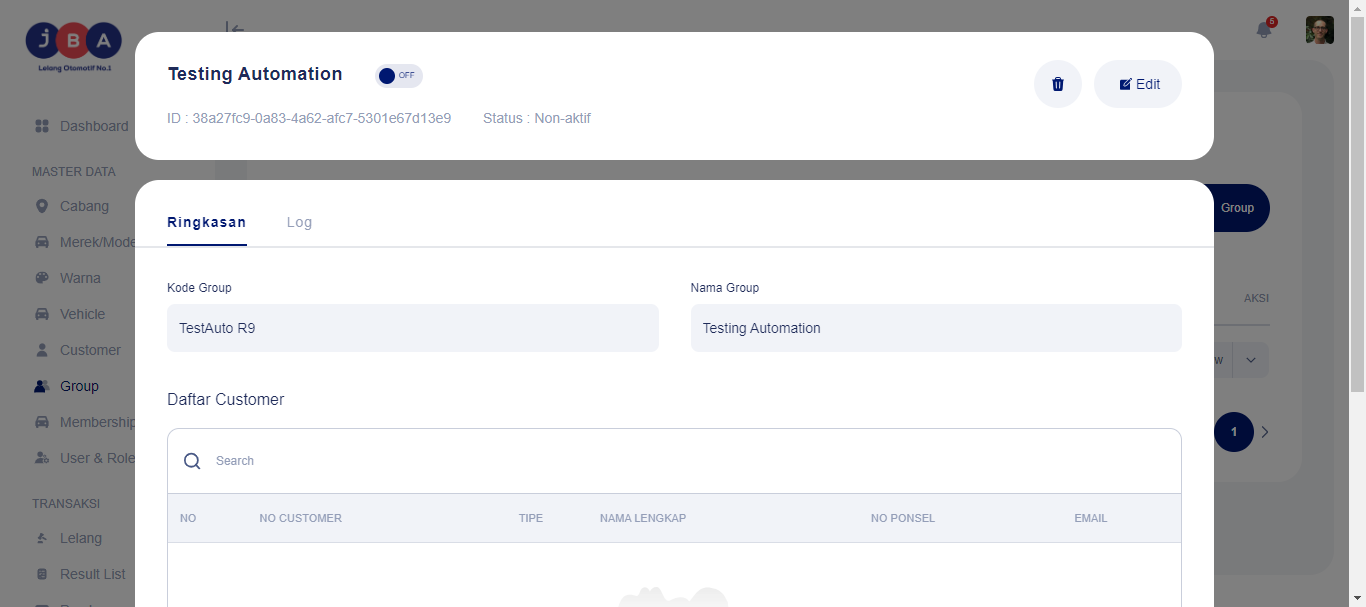 JBA
Lelang Otomotif No.1
6
Testing Automation
OFF
Edit
ID : 38a27fc9-0a83-4a62-afc7-5301e67d13e9
Status : Non-aktif
Dashboard
MASTER DATA
Cabang
Merek/Mode
Warna
Vehicle
Customer
Group
Membership
User & Role
TRANSAKSI
Lelang
Result List
Ringkasan
Log
Group
Kode Group
Nama Group
TestAuto R9
Testing Automation
AKSI
w
1
Daftar Customer
Search
NO
NO CUSTOMER
TIPE
NAMA LENGKAP
NO PONSEL
EMAIL